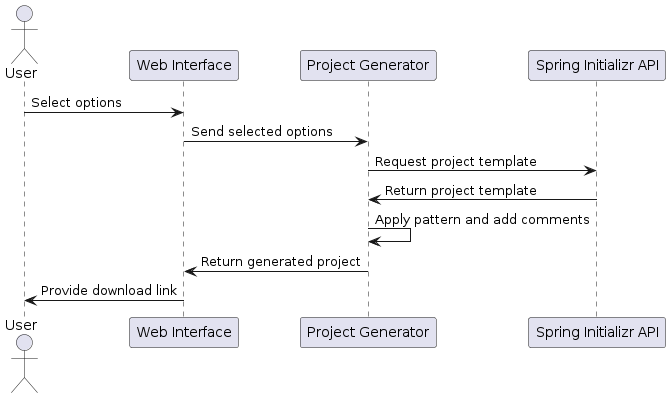 User
Web Interface
Project Generator
Spring Initializr API
Select options
Send selected options
Request project template
Return project template
Apply pattern and add comments
Return generated project
Provide download link
User
Web Interface
Project Generator
Spring Initializr API